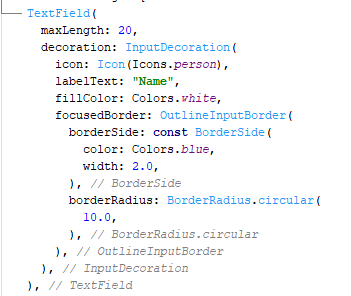 TextField(
maxLength: 20,
decoration: InputDecoration(
icon: Icon(Icons.person),
labelText: "Name",
fillColor: Colors.white,
focusedBorder: OutlineInputBorder(
borderSide: const BorderSide(
color: Colors.blue,
width: 2.0,
), // BorderSide
borderRadius: BorderRadius.circular(
10.0,
), // BorderRadius.circular
), // OutlineInputBorder
), // InputDecoration
), // TextField